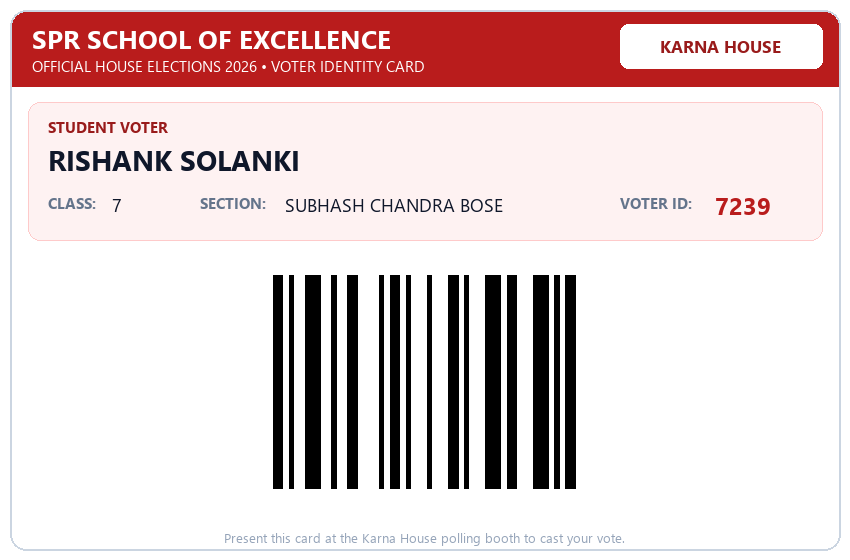 SPR SCHOOL OF EXCELLENCE
OFFICIAL HOUSE ELECTIONS 2026 • VOTER IDENTITY CARD
KARNA HOUSE
STUDENT VOTER
RISHANK SOLANKI
CLASS: 7 SECTION: SUBHASH CHANDRA BOSE VOTER ID: 7239
Present this card at the Karna House polling booth to cast your vote.